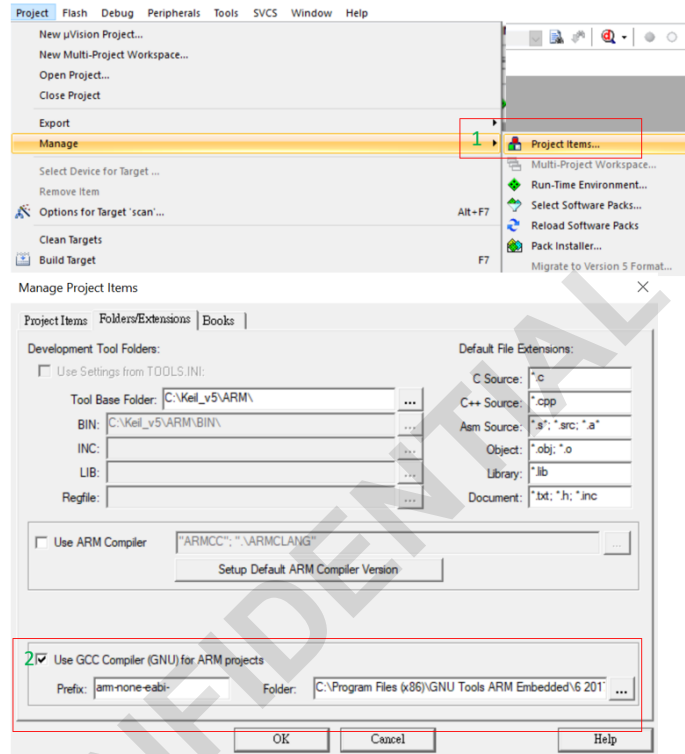 Project Flash Debug Peripherals Tools SVCS Window Help
New µVision Project...
New Multi-Project Workspace...
Open Project...
Close Project
Export
Manage
1
Project Items...
Select Device for Target ...
Multi-Project Workspace...
Remove Item
Run-Time Environment...
Options for Target 'scan'... Alt+F7
Select Software Packs...
Reload Software Packs
Clean Targets
Pack Installer...
Build Target F7
Migrate to Version 5 Format...
Manage Project Items
Project Items Folders/Extensions Books
Development Tool Folders:
Default File Extensions:
Use Settings from TOOLS.INI:
C Source: *.c
Tool Base Folder: C:\Keil_v5\ARM\ ...
C++ Source: *.cpp
BIN: C:\Keil_v5\ARM\BIN\ ...
Asm Source: *.s*; *.src; *.a*
INC: ...
Object: *.obj; *.o
LIB: ...
Library: *.lib
Regfile: ...
Document: *.txt; *.h; *.inc
Use ARM Compiler "ARMCC"; ".\ARMCLANG" ...
Setup Default ARM Compiler Version
2
Use GCC Compiler (GNU) for ARM projects
Prefix: arm-none-eabi- Folder: C:\Program Files (x86)\GNU Tools ARM Embedded\6 201 ...
OK Cancel Help
NFIDENTIAL